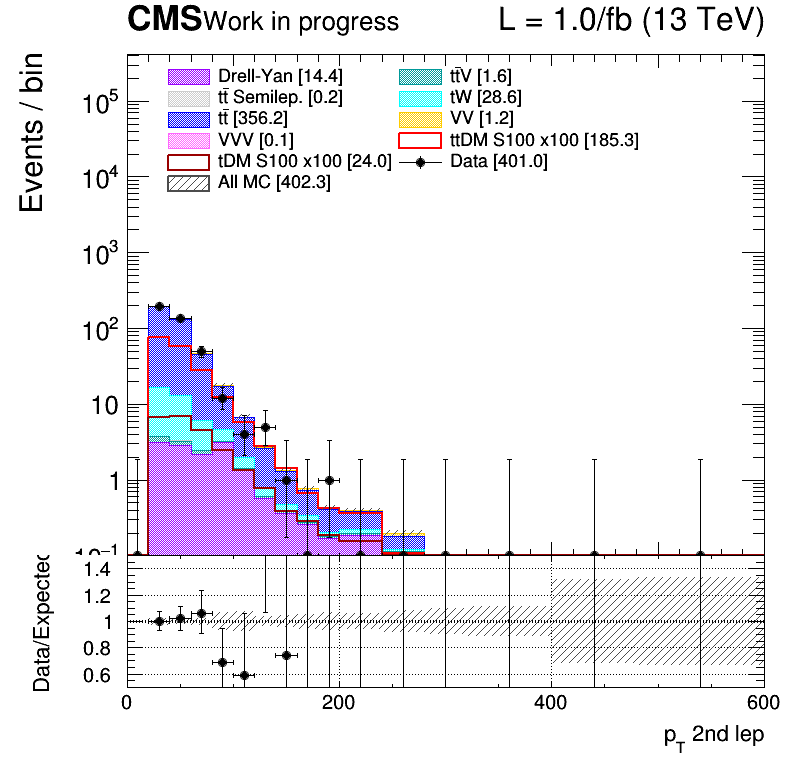 CMS Work in progress L = 1.0/fb (13 TeV)
Events / bin
Drell-Yan [14.4]
tt̄V [1.6]
tt̄ Semilep. [0.2]
tW [28.6]
tt̄ [356.2]
VV [1.2]
VVV [0.1]
ttDM S100 x100 [185.3]
tDM S100 x100 [24.0]
Data [401.0]
All MC [402.3]
10⁵
10⁴
10³
10²
10
1
10⁻¹
Data/Expected
1.4
1.2
1
0.8
0.6
0 200 400 600
p_T 2nd lep